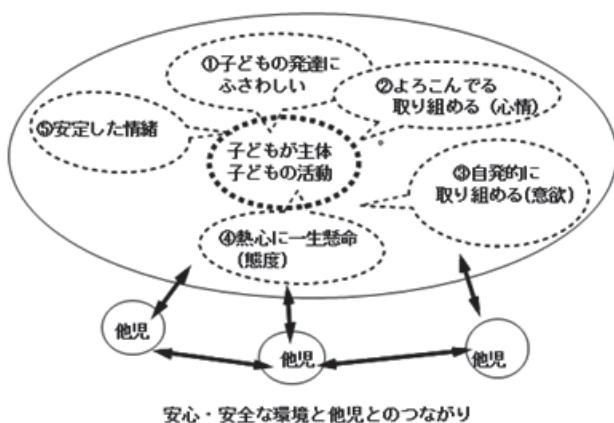 ①子どもの発達に
ふさわしい
②よろこんでる
取り組める（心情）
⑤安定した情緒
子どもが主体
子どもの活動
③自発的に
取り組める（意欲）
④熱心に一生懸命
（態度）
他児
他児
他児
安心・安全な環境と他児とのつながり